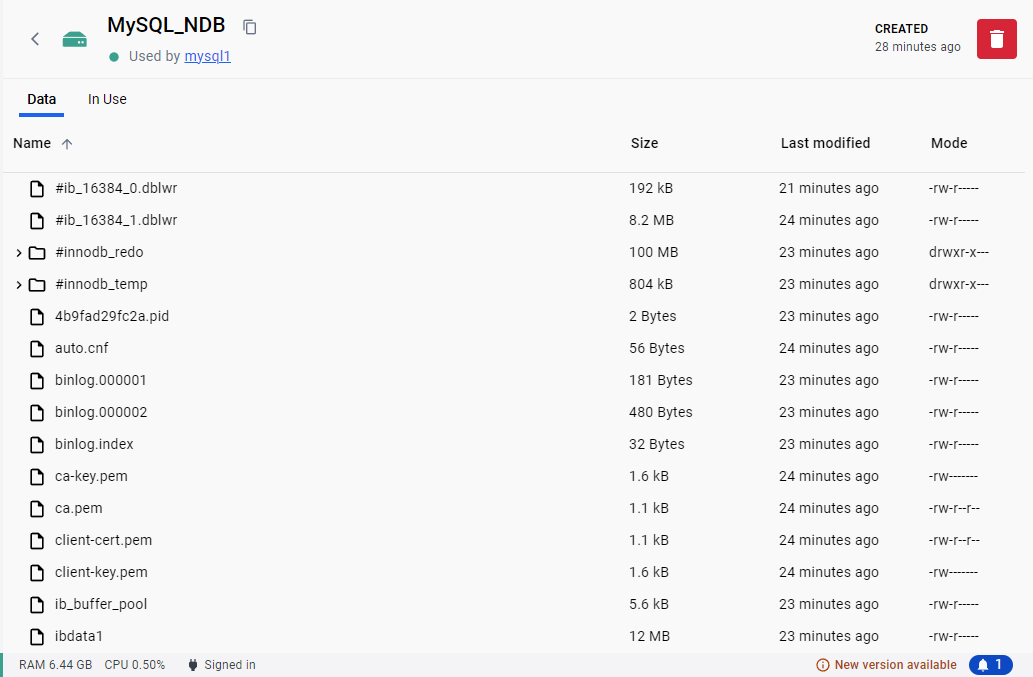 MySQL_NDB
Used by mysql1
CREATED
28 minutes ago
Data In Use
Name Size Last modified Mode
#ib_16384_0.dblwr 192 kB 21 minutes ago -rw-r-----
#ib_16384_1.dblwr 8.2 MB 24 minutes ago -rw-r-----
#innodb_redo 100 MB 23 minutes ago drwxr-x---
#innodb_temp 804 kB 23 minutes ago drwxr-x---
4b9fad29fc2a.pid 2 Bytes 23 minutes ago -rw-r-----
auto.cnf 56 Bytes 24 minutes ago -rw-r-----
binlog.000001 181 Bytes 23 minutes ago -rw-r-----
binlog.000002 480 Bytes 23 minutes ago -rw-r-----
binlog.index 32 Bytes 23 minutes ago -rw-r-----
ca-key.pem 1.6 kB 24 minutes ago -rw-------
ca.pem 1.1 kB 24 minutes ago -rw-r--r--
client-cert.pem 1.1 kB 24 minutes ago -rw-r--r--
client-key.pem 1.6 kB 24 minutes ago -rw-------
ib_buffer_pool 5.6 kB 23 minutes ago -rw-r-----
ibdata1 12 MB 23 minutes ago -rw-r-----
RAM 6.44 GB CPU 0.50% Signed in New version available 1